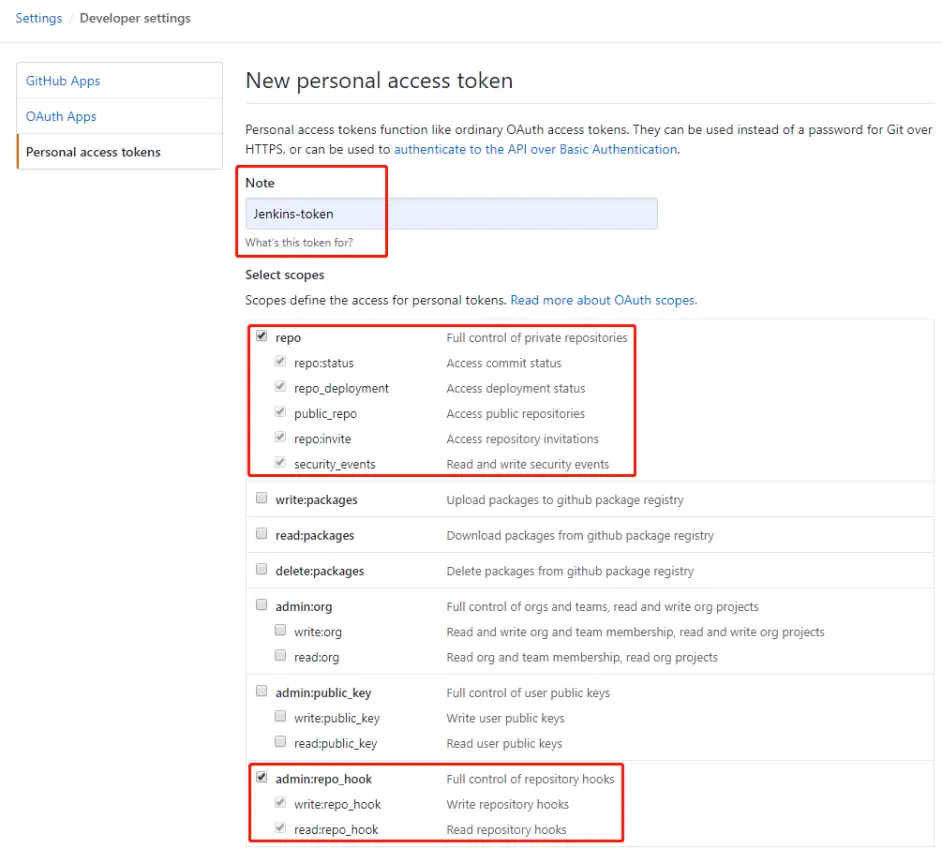 Settings / Developer settings
GitHub Apps
OAuth Apps
Personal access tokens
New personal access token
Personal access tokens function like ordinary OAuth access tokens. They can be used instead of a password for Git over
HTTPS, or can be used to authenticate to the API over Basic Authentication.
Note
Jenkins-token
What's this token for?
Select scopes
Scopes define the access for personal tokens. Read more about OAuth scopes.
repo Full control of private repositories
repo:status Access commit status
repo_deployment Access deployment status
public_repo Access public repositories
repo:invite Access repository invitations
security_events Read and write security events
write:packages Upload packages to github package registry
read:packages Download packages from github package registry
delete:packages Delete packages from github package registry
admin:org Full control of orgs and teams, read and write org projects
write:org Read and write org and team membership, read and write org projects
read:org Read org and team membership, read org projects
admin:public_key Full control of user public keys
write:public_key Write user public keys
read:public_key Read user public keys
admin:repo_hook Full control of repository hooks
write:repo_hook Write repository hooks
read:repo_hook Read repository hooks